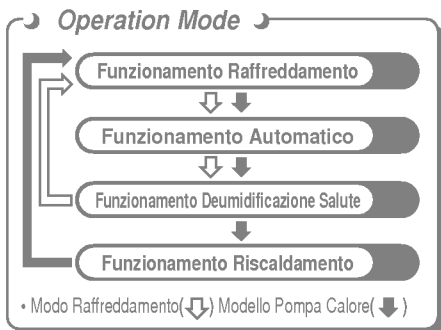 Operation Mode
Funzionamento Raffreddamento
Funzionamento Automatico
Funzionamento Deumidificazione Salute
Funzionamento Riscaldamento
• Modo Raffreddamento( ) Modello Pompa Calore( )